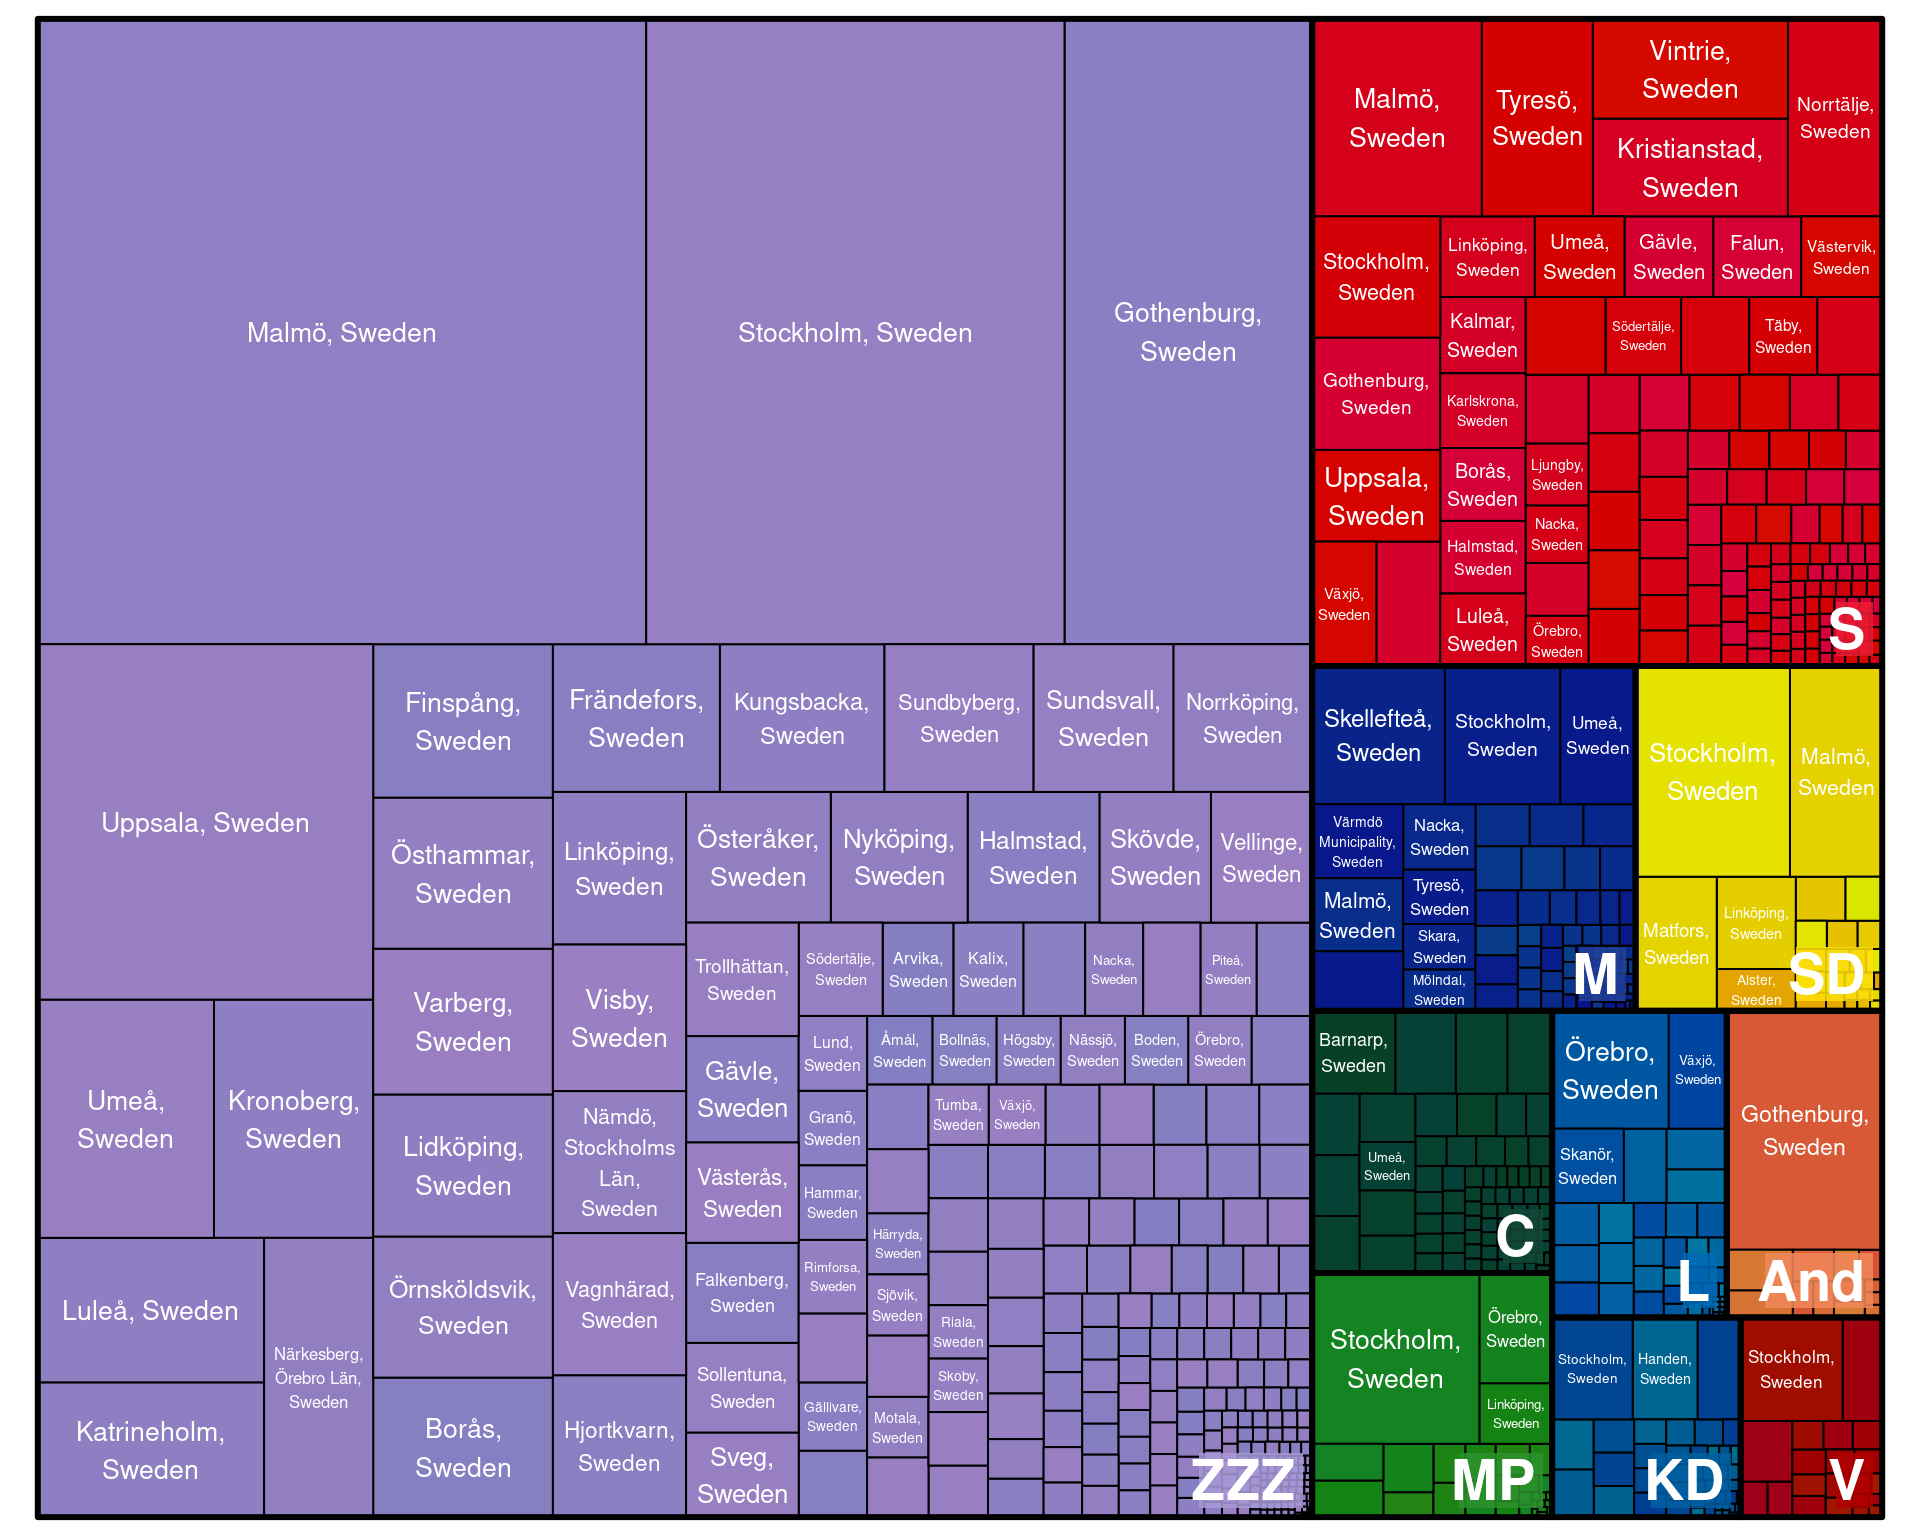 Malmö, Sweden
Stockholm, Sweden
Gothenburg,
Sweden
Uppsala, Sweden
Umeå,
Sweden
Kronoberg,
Sweden
Luleå, Sweden
Katrineholm,
Sweden
Närkesberg,
Örebro Län,
Sweden
Finspång,
Sweden
Östhammar,
Sweden
Varberg,
Sweden
Lidköping,
Sweden
Örnsköldsvik,
Sweden
Borås,
Sweden
Frändefors,
Sweden
Kungsbacka,
Sweden
Sundbyberg,
Sweden
Sundsvall,
Sweden
Norrköping,
Sweden
Linköping,
Sweden
Visby,
Sweden
Nämdö,
Stockholms
Län,
Sweden
Vagnhärad,
Sweden
Hjortkvarn,
Sweden
Österåker,
Sweden
Nyköping,
Sweden
Halmstad,
Sweden
Skövde,
Sweden
Vellinge,
Sweden
Trollhättan,
Sweden
Gävle,
Sweden
Västerås,
Sweden
Falkenberg,
Sweden
Sollentuna,
Sweden
Sveg,
Sweden
Södertälje,
Sweden
Arvika,
Sweden
Kalix,
Sweden
Nacka,
Sweden
Piteå,
Sweden
Lund,
Sweden
Granö,
Sweden
Hammar,
Sweden
Rimforsa,
Sweden
Gällivare,
Sweden
Åmål,
Sweden
Bollnäs,
Sweden
Högsby,
Sweden
Nässjö,
Sweden
Boden,
Sweden
Örebro,
Sweden
Härryda,
Sweden
Sjövik,
Sweden
Motala,
Sweden
Tumba,
Sweden
Växjö,
Sweden
Riala,
Sweden
Skoby,
Sweden
ZZZ
Malmö,
Sweden
Tyresö,
Sweden
Vintrie,
Sweden
Kristianstad,
Sweden
Norrtälje,
Sweden
Stockholm,
Sweden
Gothenburg,
Sweden
Uppsala,
Sweden
Växjö,
Sweden
Linköping,
Sweden
Umeå,
Sweden
Gävle,
Sweden
Falun,
Sweden
Västervik,
Sweden
Kalmar,
Sweden
Karlskrona,
Sweden
Borås,
Sweden
Halmstad,
Sweden
Luleå,
Sweden
Södertälje,
Sweden
Täby,
Sweden
Ljungby,
Sweden
Nacka,
Sweden
Örebro,
Sweden
S
Skellefteå,
Sweden
Stockholm,
Sweden
Umeå,
Sweden
Värmdö
Municipality,
Sweden
Malmö,
Sweden
Nacka,
Sweden
Tyresö,
Sweden
Skara,
Sweden
Mölndal,
Sweden
M
Stockholm,
Sweden
Malmö,
Sweden
Matfors,
Sweden
Linköping,
Sweden
Alster,
Sweden
SD
Barnarp,
Sweden
Umeå,
Sweden
C
Örebro,
Sweden
Växjö,
Sweden
Skanör,
Sweden
L
Gothenburg,
Sweden
And
Stockholm,
Sweden
Örebro,
Sweden
Linköping,
Sweden
MP
Stockholm,
Sweden
Handen,
Sweden
KD
Stockholm,
Sweden
V